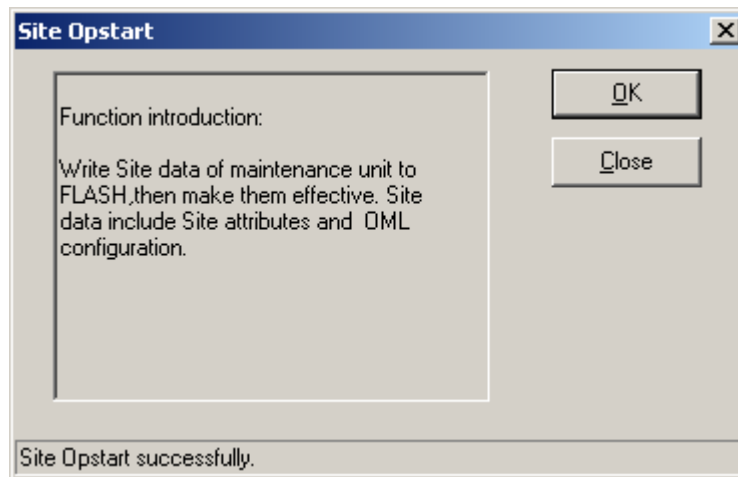 Site Opstart
Function introduction:
Write Site data of maintenance unit to
FLASH,then make them effective. Site
data include Site attributes and  OML
configuration.
OK
Close
Site Opstart successfully.